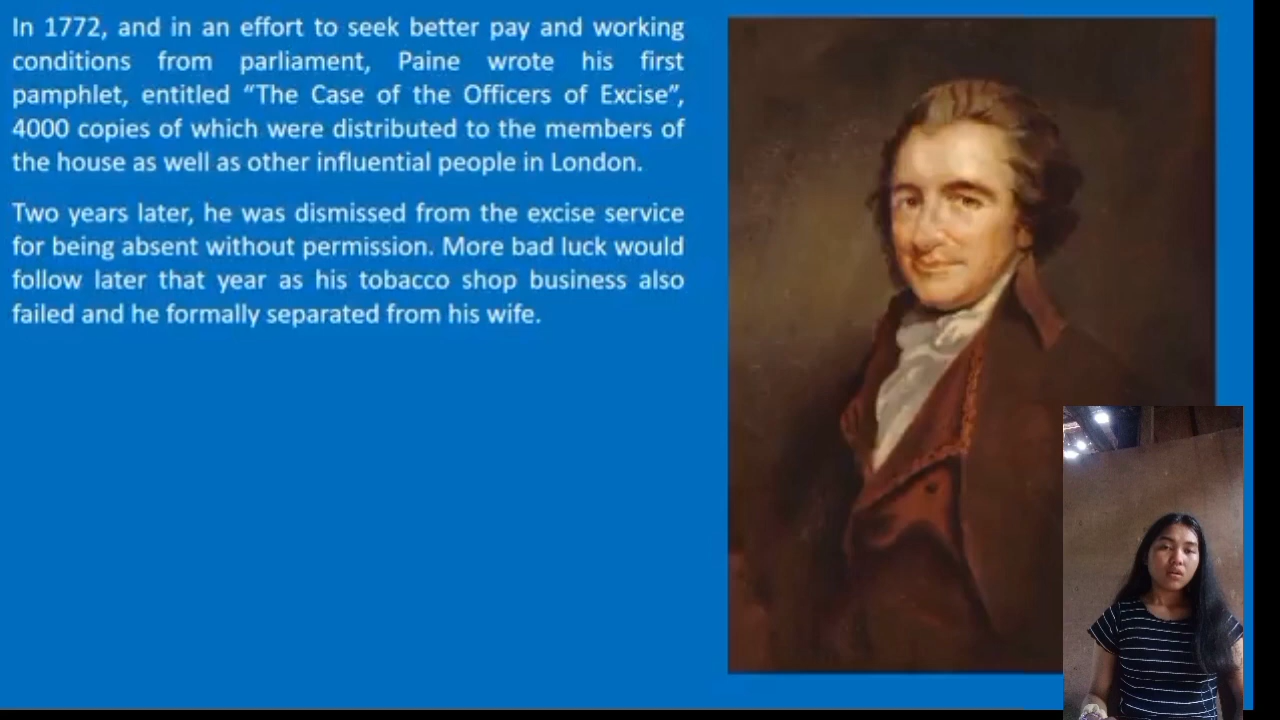 In 1772, and in an effort to seek better pay and working
conditions from parliament, Paine wrote his first
pamphlet, entitled “The Case of the Officers of Excise”,
4000 copies of which were distributed to the members of
the house as well as other influential people in London.
Two years later, he was dismissed from the excise service
for being absent without permission. More bad luck would
follow later that year as his tobacco shop business also
failed and he formally separated from his wife.